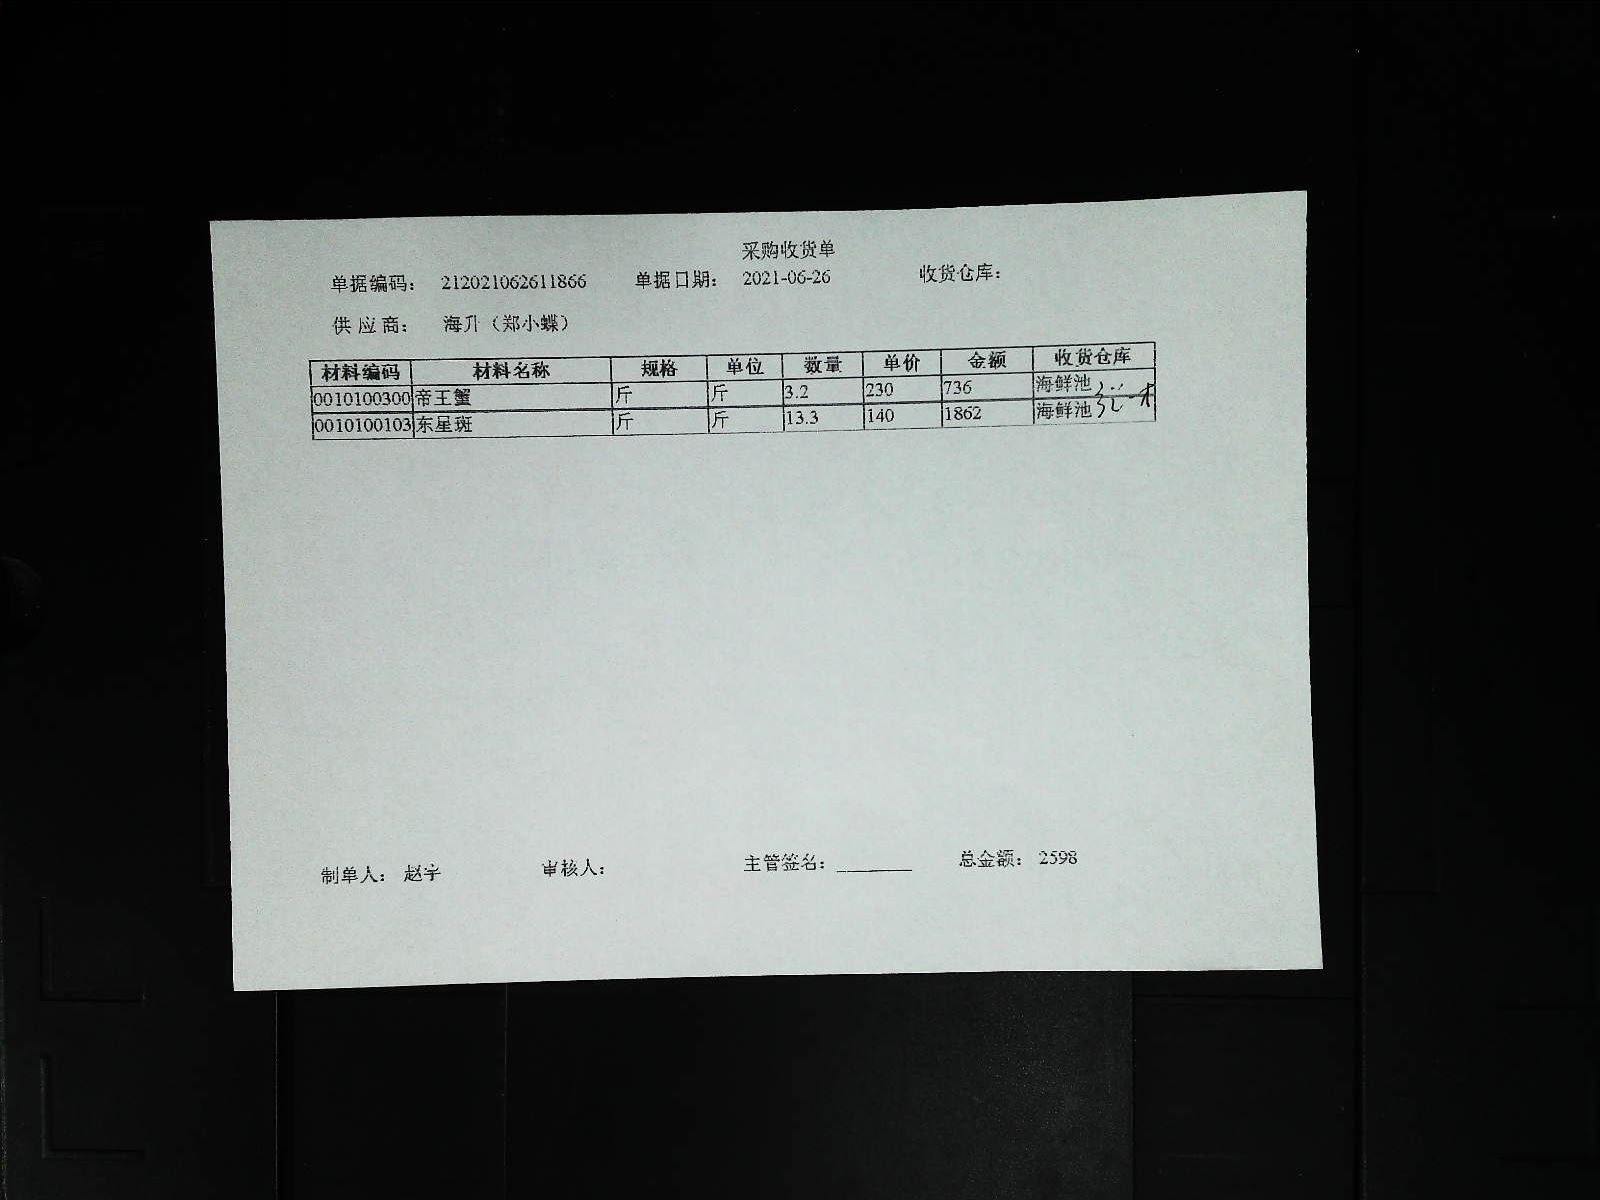 采购收货单
单据编码： 212021062611866 单据日期： 2021-06-26 收货仓库：
供 应 商： 海升（郑小蝶）
材料编码 材料名称 规格 单位 数量 单价 金额 收货仓库
0010100300 帝王蟹 斤 斤 3.2 230 736 海鲜池
0010100103 东星斑 斤 斤 13.3 140 1862 海鲜池
制单人： 赵宇 审核人： 主管签名：________ 总金额： 2598